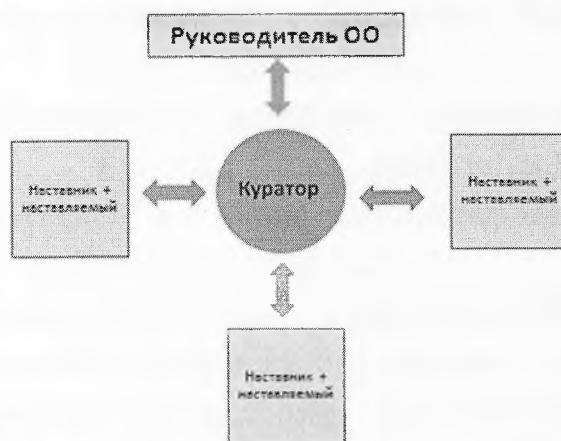 Руководитель ОО
Наставник +
наставляемый
Куратор
Наставник +
наставляемый
Наставник +
наставляемый